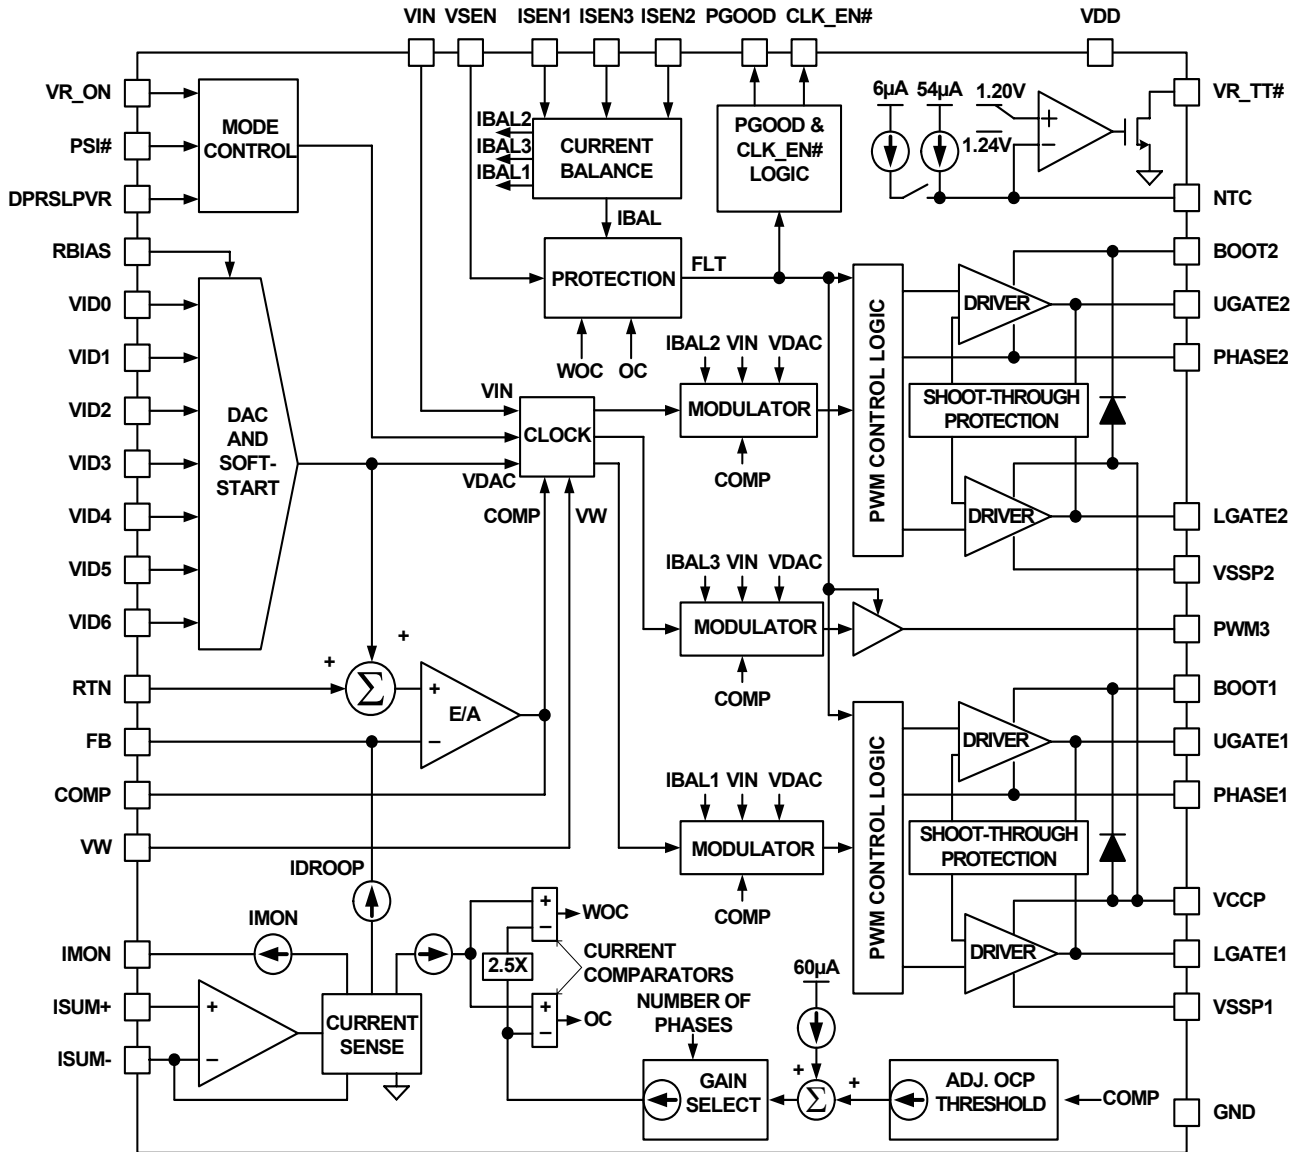 VIN VSEN ISEN1 ISEN3 ISEN2 PGOOD CLK_EN# VDD
VR_ON
PSI#
DPRSLPVR
RBIAS
VID0
VID1
VID2
VID3
VID4
VID5
VID6
RTN
FB
COMP
VW
IMON
ISUM+
ISUM-
MODE
CONTROL
DAC
AND
SOFT-
START
IBAL2
IBAL3
IBAL1
CURRENT
BALANCE
IBAL
PGOOD &
CLK_EN#
LOGIC
6µA 54µA
1.20V
1.24V
+
−
PROTECTION
FLT
WOC OC
VIN
CLOCK
VDAC
COMP
VW
IBAL2 VIN VDAC
MODULATOR
COMP
IBAL3 VIN VDAC
MODULATOR
COMP
IBAL1 VIN VDAC
MODULATOR
COMP
PWM CONTROL LOGIC
DRIVER
SHOOT-THROUGH
PROTECTION
DRIVER
PWM CONTROL LOGIC
DRIVER
SHOOT-THROUGH
PROTECTION
DRIVER
+
+
Σ
+
E/A
−
IDROOP
IMON
+
−
CURRENT
SENSE
+
−
WOC
2.5X
CURRENT
COMPARATORS
+
−
OC
NUMBER OF
PHASES
60µA
GAIN
SELECT
+
Σ
+
ADJ. OCP
THRESHOLD
COMP
VR_TT#
NTC
BOOT2
UGATE2
PHASE2
LGATE2
VSSP2
PWM3
BOOT1
UGATE1
PHASE1
VCCP
LGATE1
VSSP1
GND